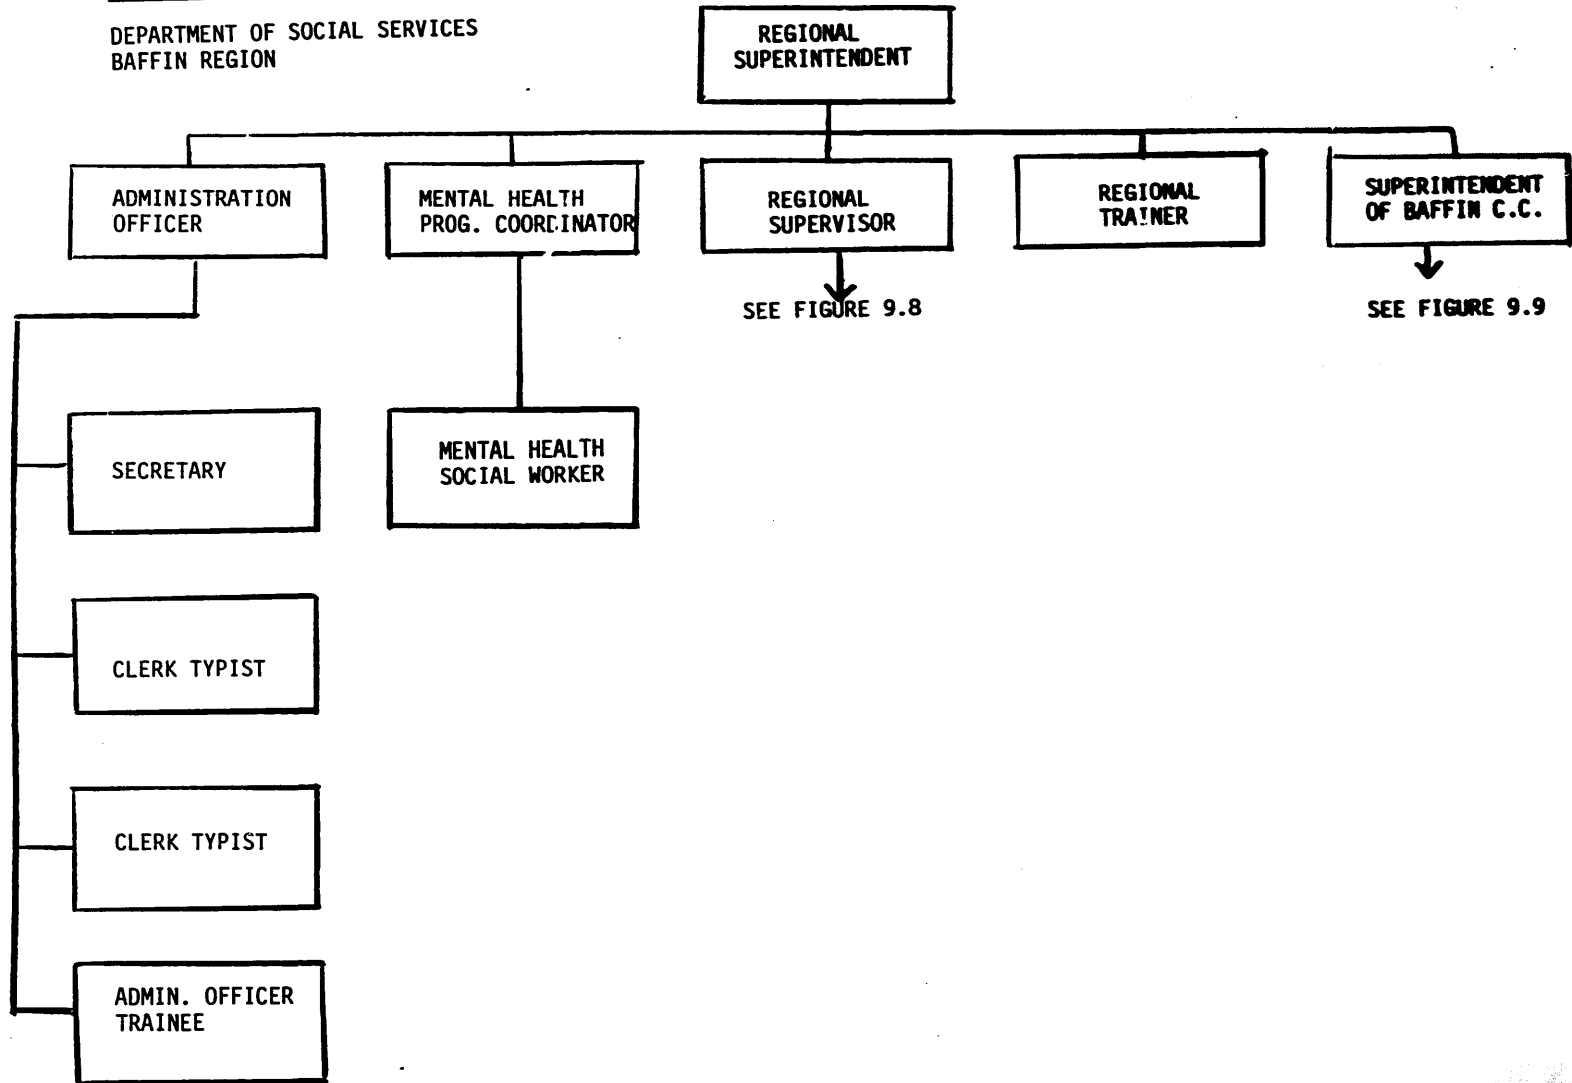 DEPARTMENT OF SOCIAL SERVICES
BAFFIN REGION
REGIONAL
SUPERINTENDENT
ADMINISTRATION
OFFICER
MENTAL HEALTH
PROG. COORDINATOR
REGIONAL
SUPERVISOR
REGIONAL
TRAINER
SUPERINTENDENT
OF BAFFIN C.C.
SEE FIGURE 9.8
SEE FIGURE 9.9
SECRETARY
MENTAL HEALTH
SOCIAL WORKER
CLERK TYPIST
CLERK TYPIST
ADMIN. OFFICER
TRAINEE